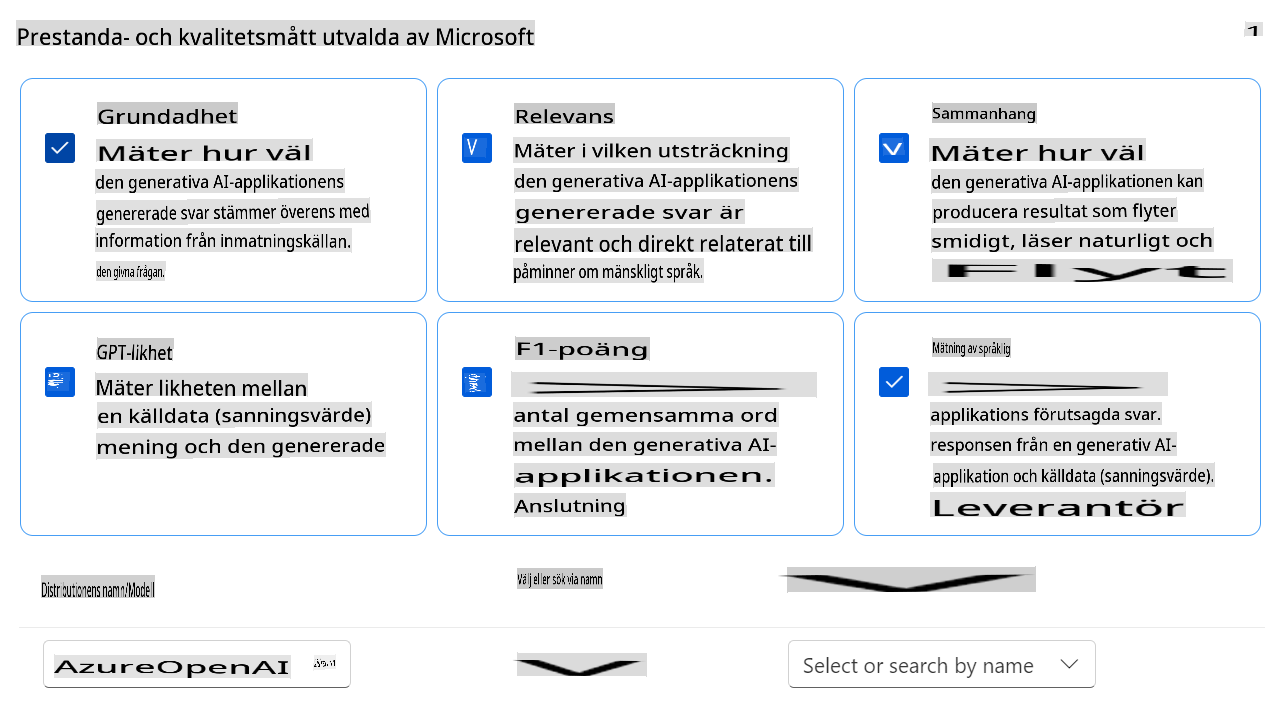 Prestanda- och kvalitetsmått utvalda av Microsoft
1
Grundadhet
Mäter hur väl
den generativa AI-applikationens
genererade svar stämmer överens med
information från inmatningskällan.
den givna frågan.
V
Relevans
Mäter i vilken utsträckning
den generativa AI-applikationens
genererade svar är
relevant och direkt relaterat till
påminner om mänskligt språk.
V
Sammanhang
Mäter hur väl
den generativa AI-applikationen kan
producera resultat som flyter
smidigt, läser naturligt och
Flyt
GPT-likhet
Mäter likheten mellan
en källdata (sanningsvärde)
mening och den genererade
F1-poäng
antal gemensamma ord
mellan den generativa AI-
applikationen.
Anslutning
Mätning av språklig
applikations förutsagda svar.
responsen från en generativ AI-
applikation och källdata (sanningsvärde).
Leverantör
Distributionens namn/Modell
Välj eller sök via namn
AzureOpenAI
Select or search by name